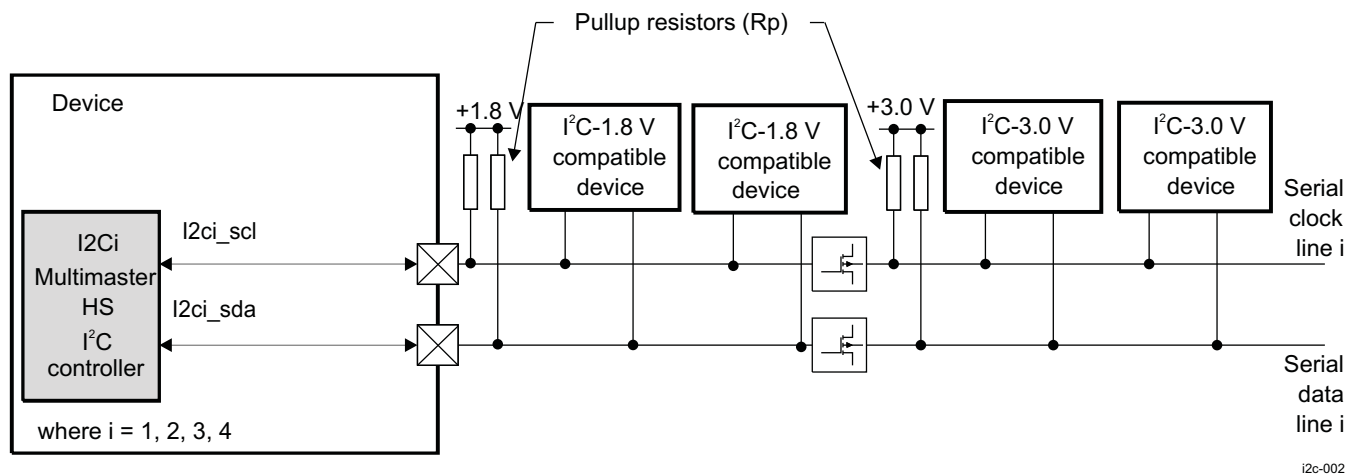 Pullup resistors (Rp)
Device
+1.8 V
I²C-1.8 V
compatible
device
I²C-1.8 V
compatible
device
+3.0 V
I²C-3.0 V
compatible
device
I²C-3.0 V
compatible
device
Serial
clock
line i
I2Ci
Multimaster
HS
I²C
controller
I2ci_scl
I2ci_sda
Serial
data
line i
where i = 1, 2, 3, 4
i2c-002